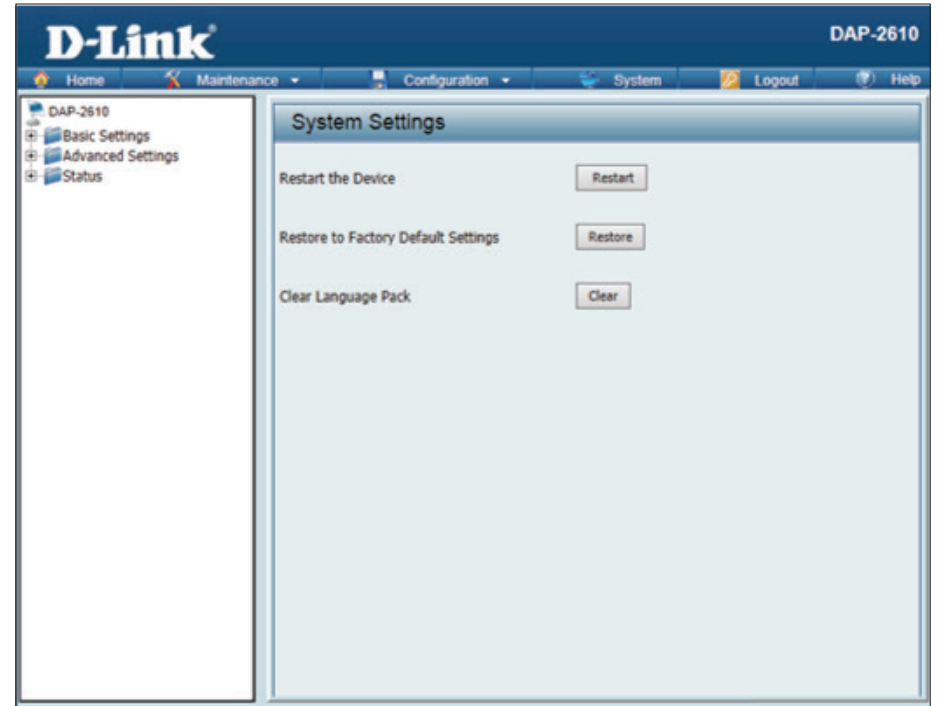 D-Link
DAP-2610
Home Maintenance Configuration System Logout Help
DAP-2610
Basic Settings
Advanced Settings
Status
System Settings
Restart the Device Restart
Restore to Factory Default Settings Restore
Clear Language Pack Clear